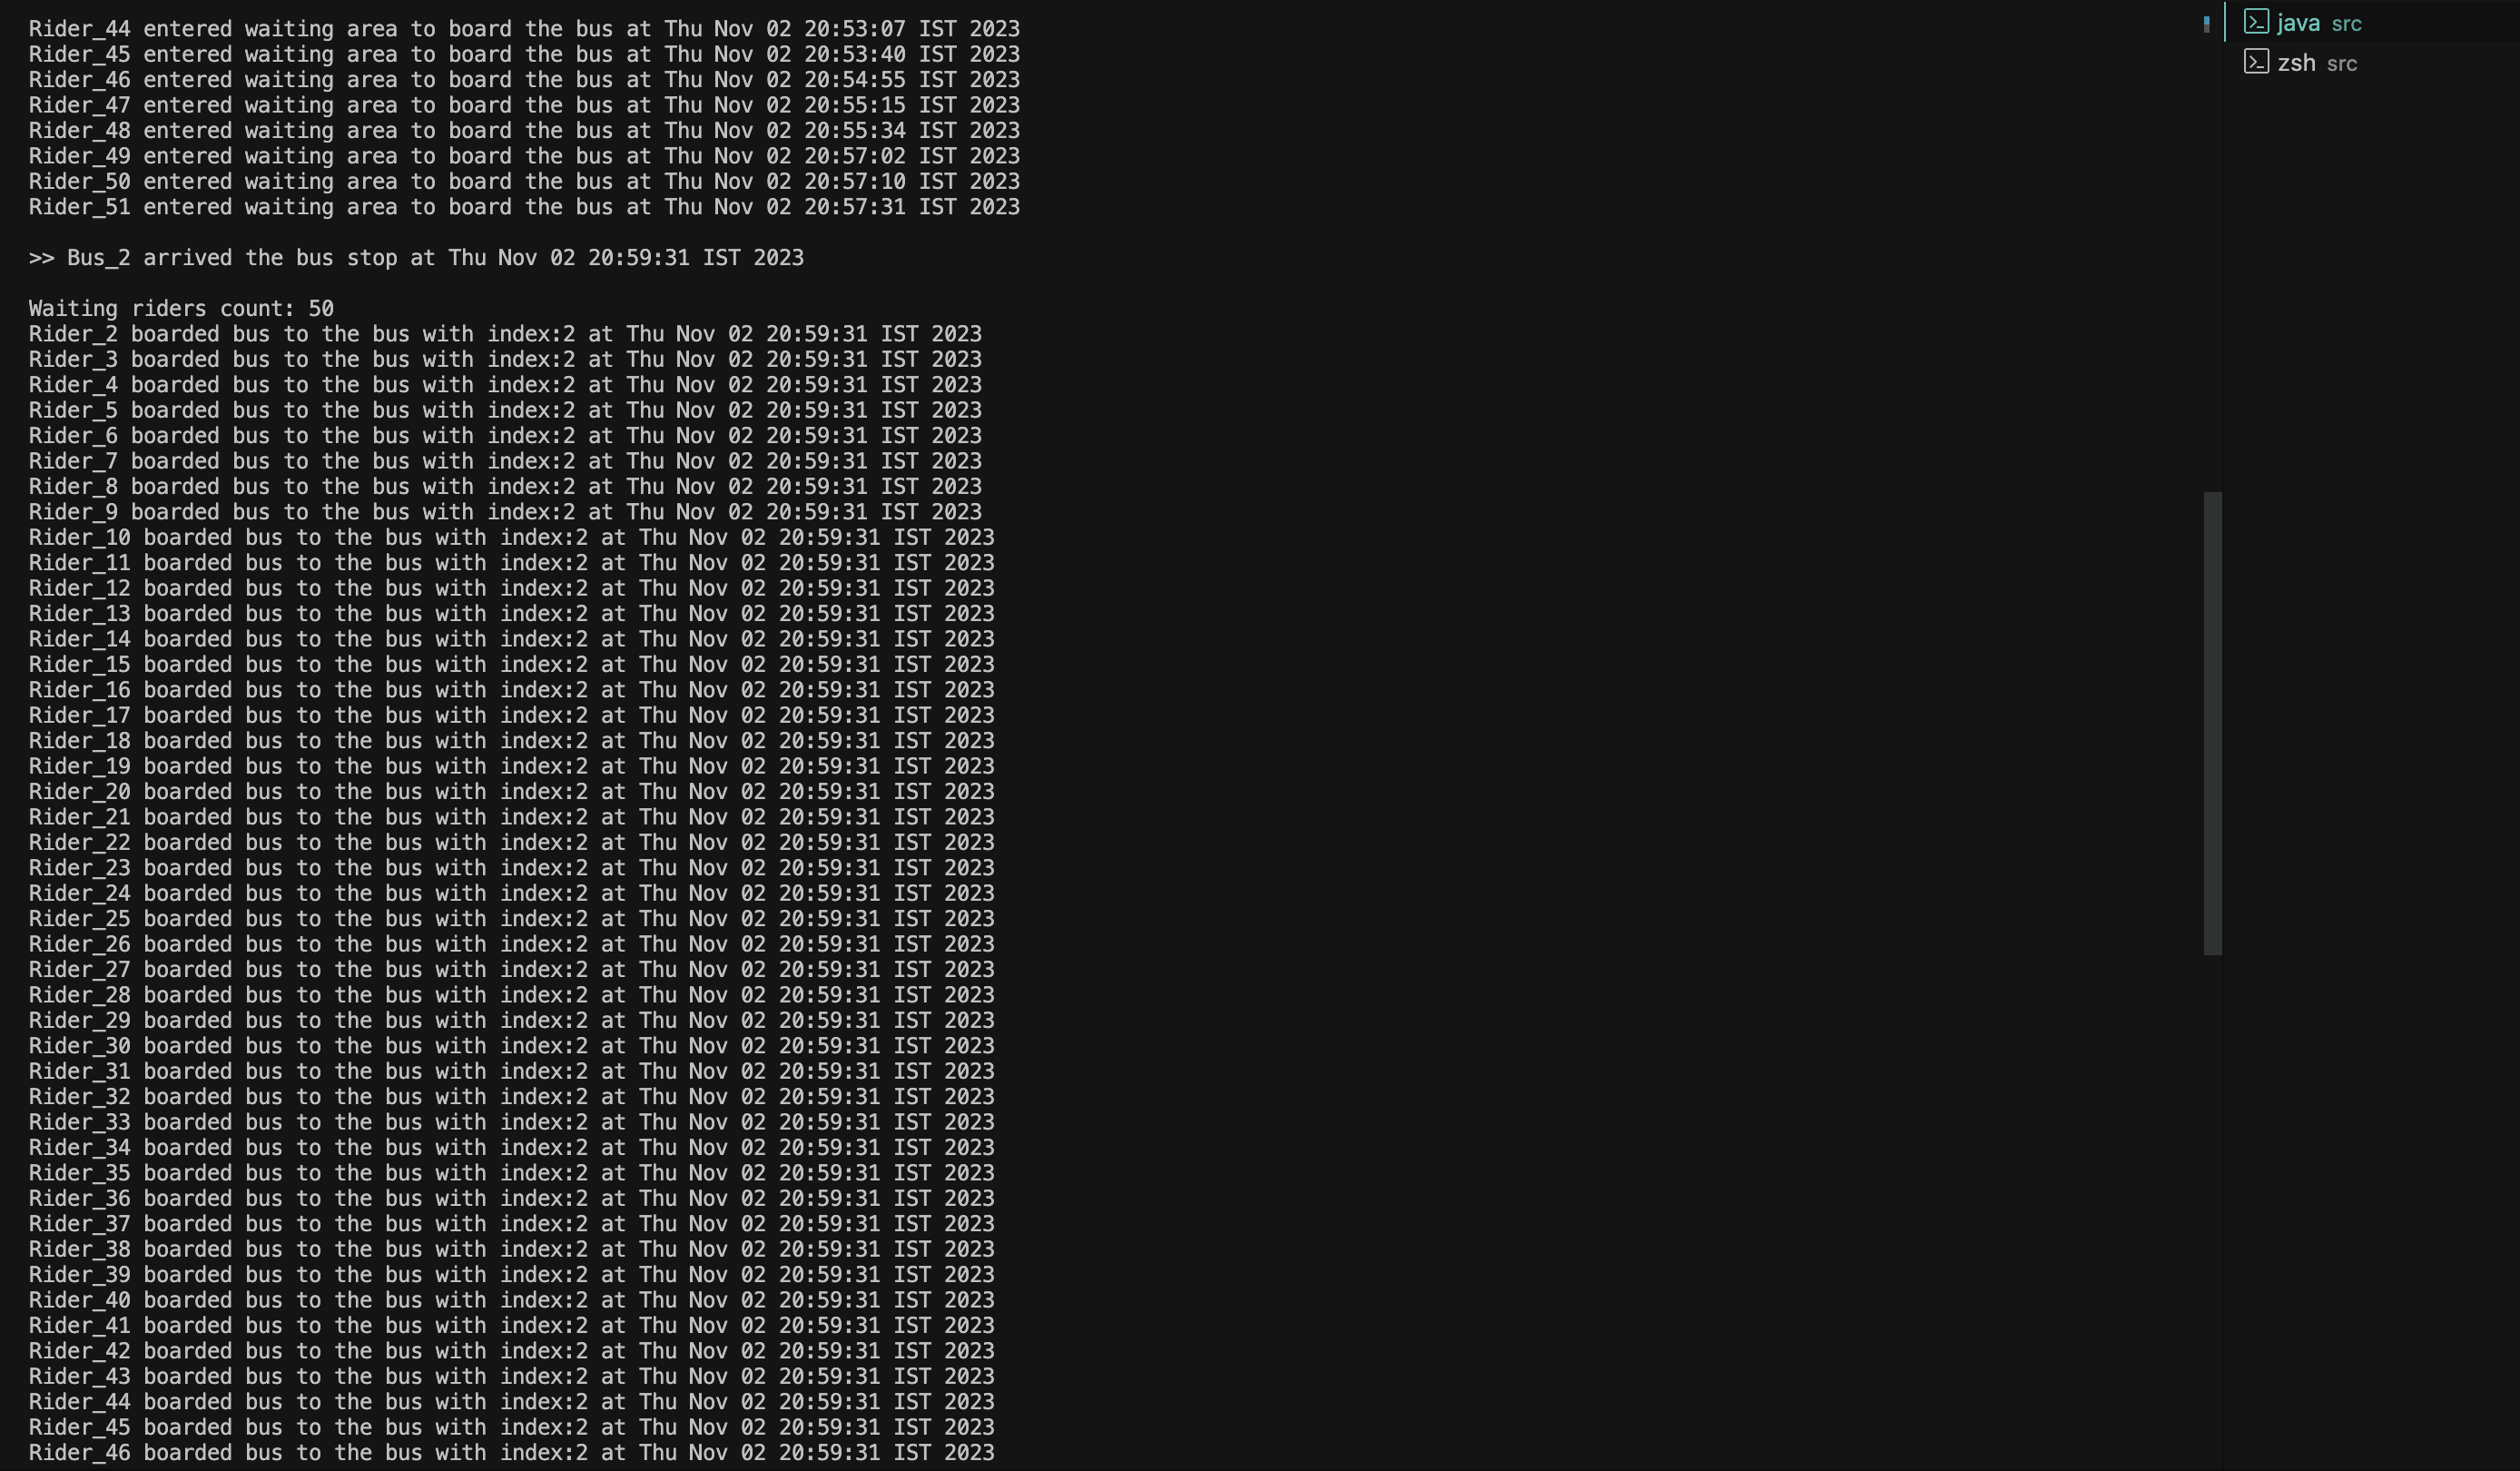 Rider_44 entered waiting area to board the bus at Thu Nov 02 20:53:07 IST 2023
Rider_45 entered waiting area to board the bus at Thu Nov 02 20:53:40 IST 2023
Rider_46 entered waiting area to board the bus at Thu Nov 02 20:54:55 IST 2023
Rider_47 entered waiting area to board the bus at Thu Nov 02 20:55:15 IST 2023
Rider_48 entered waiting area to board the bus at Thu Nov 02 20:55:34 IST 2023
Rider_49 entered waiting area to board the bus at Thu Nov 02 20:57:02 IST 2023
Rider_50 entered waiting area to board the bus at Thu Nov 02 20:57:10 IST 2023
Rider_51 entered waiting area to board the bus at Thu Nov 02 20:57:31 IST 2023
>> Bus_2 arrived the bus stop at Thu Nov 02 20:59:31 IST 2023
Waiting riders count: 50
Rider_2 boarded bus to the bus with index:2 at Thu Nov 02 20:59:31 IST 2023
Rider_3 boarded bus to the bus with index:2 at Thu Nov 02 20:59:31 IST 2023
Rider_4 boarded bus to the bus with index:2 at Thu Nov 02 20:59:31 IST 2023
Rider_5 boarded bus to the bus with index:2 at Thu Nov 02 20:59:31 IST 2023
Rider_6 boarded bus to the bus with index:2 at Thu Nov 02 20:59:31 IST 2023
Rider_7 boarded bus to the bus with index:2 at Thu Nov 02 20:59:31 IST 2023
Rider_8 boarded bus to the bus with index:2 at Thu Nov 02 20:59:31 IST 2023
Rider_9 boarded bus to the bus with index:2 at Thu Nov 02 20:59:31 IST 2023
Rider_10 boarded bus to the bus with index:2 at Thu Nov 02 20:59:31 IST 2023
Rider_11 boarded bus to the bus with index:2 at Thu Nov 02 20:59:31 IST 2023
Rider_12 boarded bus to the bus with index:2 at Thu Nov 02 20:59:31 IST 2023
Rider_13 boarded bus to the bus with index:2 at Thu Nov 02 20:59:31 IST 2023
Rider_14 boarded bus to the bus with index:2 at Thu Nov 02 20:59:31 IST 2023
Rider_15 boarded bus to the bus with index:2 at Thu Nov 02 20:59:31 IST 2023
Rider_16 boarded bus to the bus with index:2 at Thu Nov 02 20:59:31 IST 2023
Rider_17 boarded bus to the bus with index:2 at Thu Nov 02 20:59:31 IST 2023
Rider_18 boarded bus to the bus with index:2 at Thu Nov 02 20:59:31 IST 2023
Rider_19 boarded bus to the bus with index:2 at Thu Nov 02 20:59:31 IST 2023
Rider_20 boarded bus to the bus with index:2 at Thu Nov 02 20:59:31 IST 2023
Rider_21 boarded bus to the bus with index:2 at Thu Nov 02 20:59:31 IST 2023
Rider_22 boarded bus to the bus with index:2 at Thu Nov 02 20:59:31 IST 2023
Rider_23 boarded bus to the bus with index:2 at Thu Nov 02 20:59:31 IST 2023
Rider_24 boarded bus to the bus with index:2 at Thu Nov 02 20:59:31 IST 2023
Rider_25 boarded bus to the bus with index:2 at Thu Nov 02 20:59:31 IST 2023
Rider_26 boarded bus to the bus with index:2 at Thu Nov 02 20:59:31 IST 2023
Rider_27 boarded bus to the bus with index:2 at Thu Nov 02 20:59:31 IST 2023
Rider_28 boarded bus to the bus with index:2 at Thu Nov 02 20:59:31 IST 2023
Rider_29 boarded bus to the bus with index:2 at Thu Nov 02 20:59:31 IST 2023
Rider_30 boarded bus to the bus with index:2 at Thu Nov 02 20:59:31 IST 2023
Rider_31 boarded bus to the bus with index:2 at Thu Nov 02 20:59:31 IST 2023
Rider_32 boarded bus to the bus with index:2 at Thu Nov 02 20:59:31 IST 2023
Rider_33 boarded bus to the bus with index:2 at Thu Nov 02 20:59:31 IST 2023
Rider_34 boarded bus to the bus with index:2 at Thu Nov 02 20:59:31 IST 2023
Rider_35 boarded bus to the bus with index:2 at Thu Nov 02 20:59:31 IST 2023
Rider_36 boarded bus to the bus with index:2 at Thu Nov 02 20:59:31 IST 2023
Rider_37 boarded bus to the bus with index:2 at Thu Nov 02 20:59:31 IST 2023
Rider_38 boarded bus to the bus with index:2 at Thu Nov 02 20:59:31 IST 2023
Rider_39 boarded bus to the bus with index:2 at Thu Nov 02 20:59:31 IST 2023
Rider_40 boarded bus to the bus with index:2 at Thu Nov 02 20:59:31 IST 2023
Rider_41 boarded bus to the bus with index:2 at Thu Nov 02 20:59:31 IST 2023
Rider_42 boarded bus to the bus with index:2 at Thu Nov 02 20:59:31 IST 2023
Rider_43 boarded bus to the bus with index:2 at Thu Nov 02 20:59:31 IST 2023
Rider_44 boarded bus to the bus with index:2 at Thu Nov 02 20:59:31 IST 2023
Rider_45 boarded bus to the bus with index:2 at Thu Nov 02 20:59:31 IST 2023
Rider_46 boarded bus to the bus with index:2 at Thu Nov 02 20:59:31 IST 2023
java src
zsh src